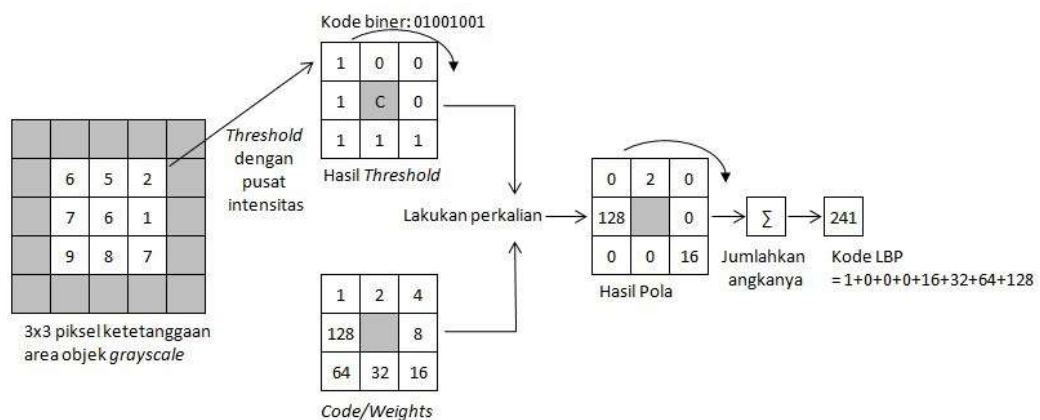 Kode biner: 01001001
1 0 0
1 C 0
1 1 1
Hasil Threshold
Threshold
dengan
pusat
intensitas
6 5 2
7 6 1
9 8 7
3x3 piksel ketetanggaan
area objek grayscale
Lakukan perkalian
1 2 4
128 8
64 32 16
Code/Weights
0 2 0
128 0
0 0 16
Hasil Pola
∑
Jumlahkan
angkanya
241
Kode LBP
= 1+0+0+0+16+32+64+128